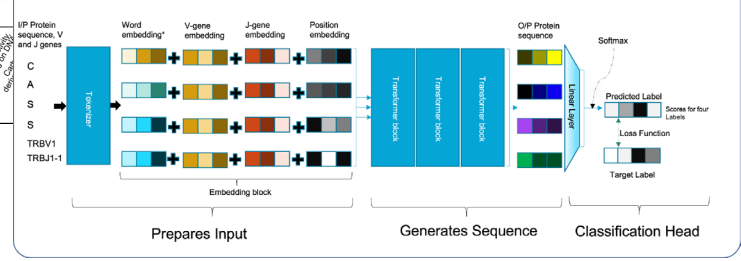 I/P Protein
sequence, V
and J genes
C
A
S
S
TRBV1
TRBJ1-1
Tokenizer
Word
embedding*
V-gene
embedding
J-gene
embedding
Position
embedding
Embedding block
Transformer block
Transformer block
Transformer block
O/P Protein
sequence
Linear Layer
Softmax
Predicted Label
Scores for four
Labels
Loss Function
Target Label
Prepares Input
Generates Sequence
Classification Head